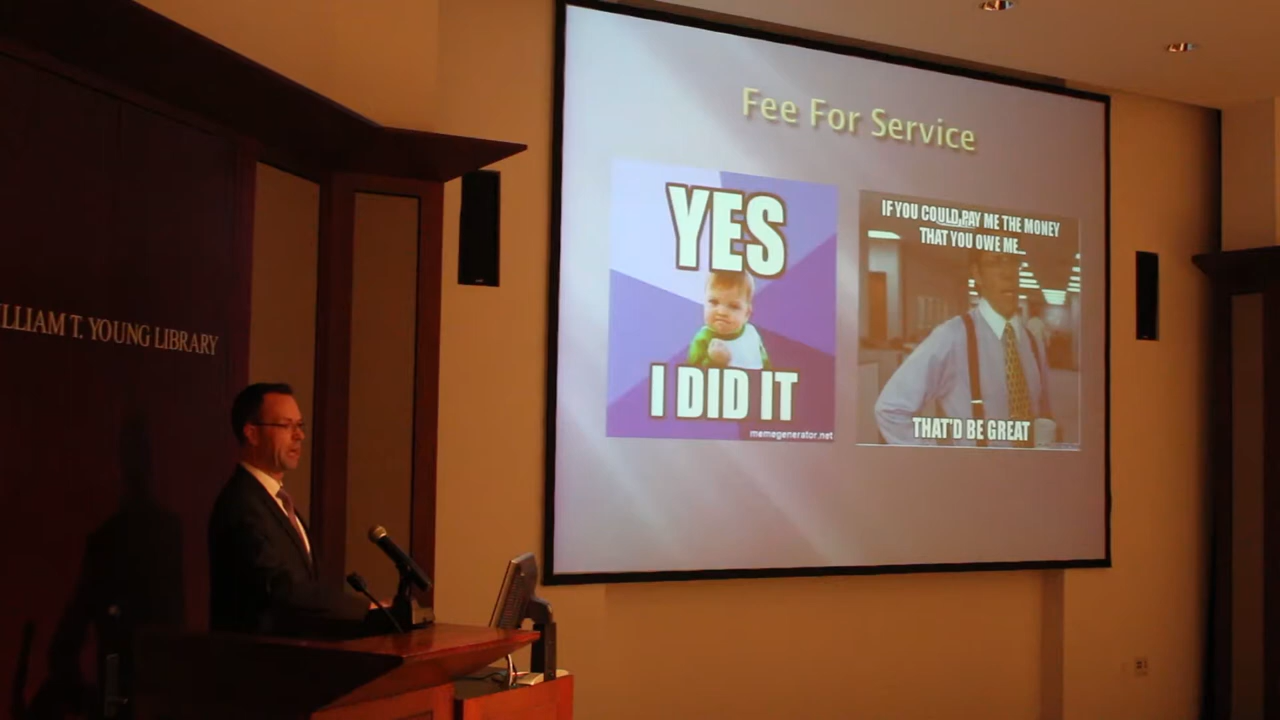 Fee For Service
YES
I DID IT
memegenerator.net
IF YOU COULD PAY ME THE MONEY
THAT YOU OWE ME...
THAT'D BE GREAT
LLIAM T. YOUNG LIBRARY